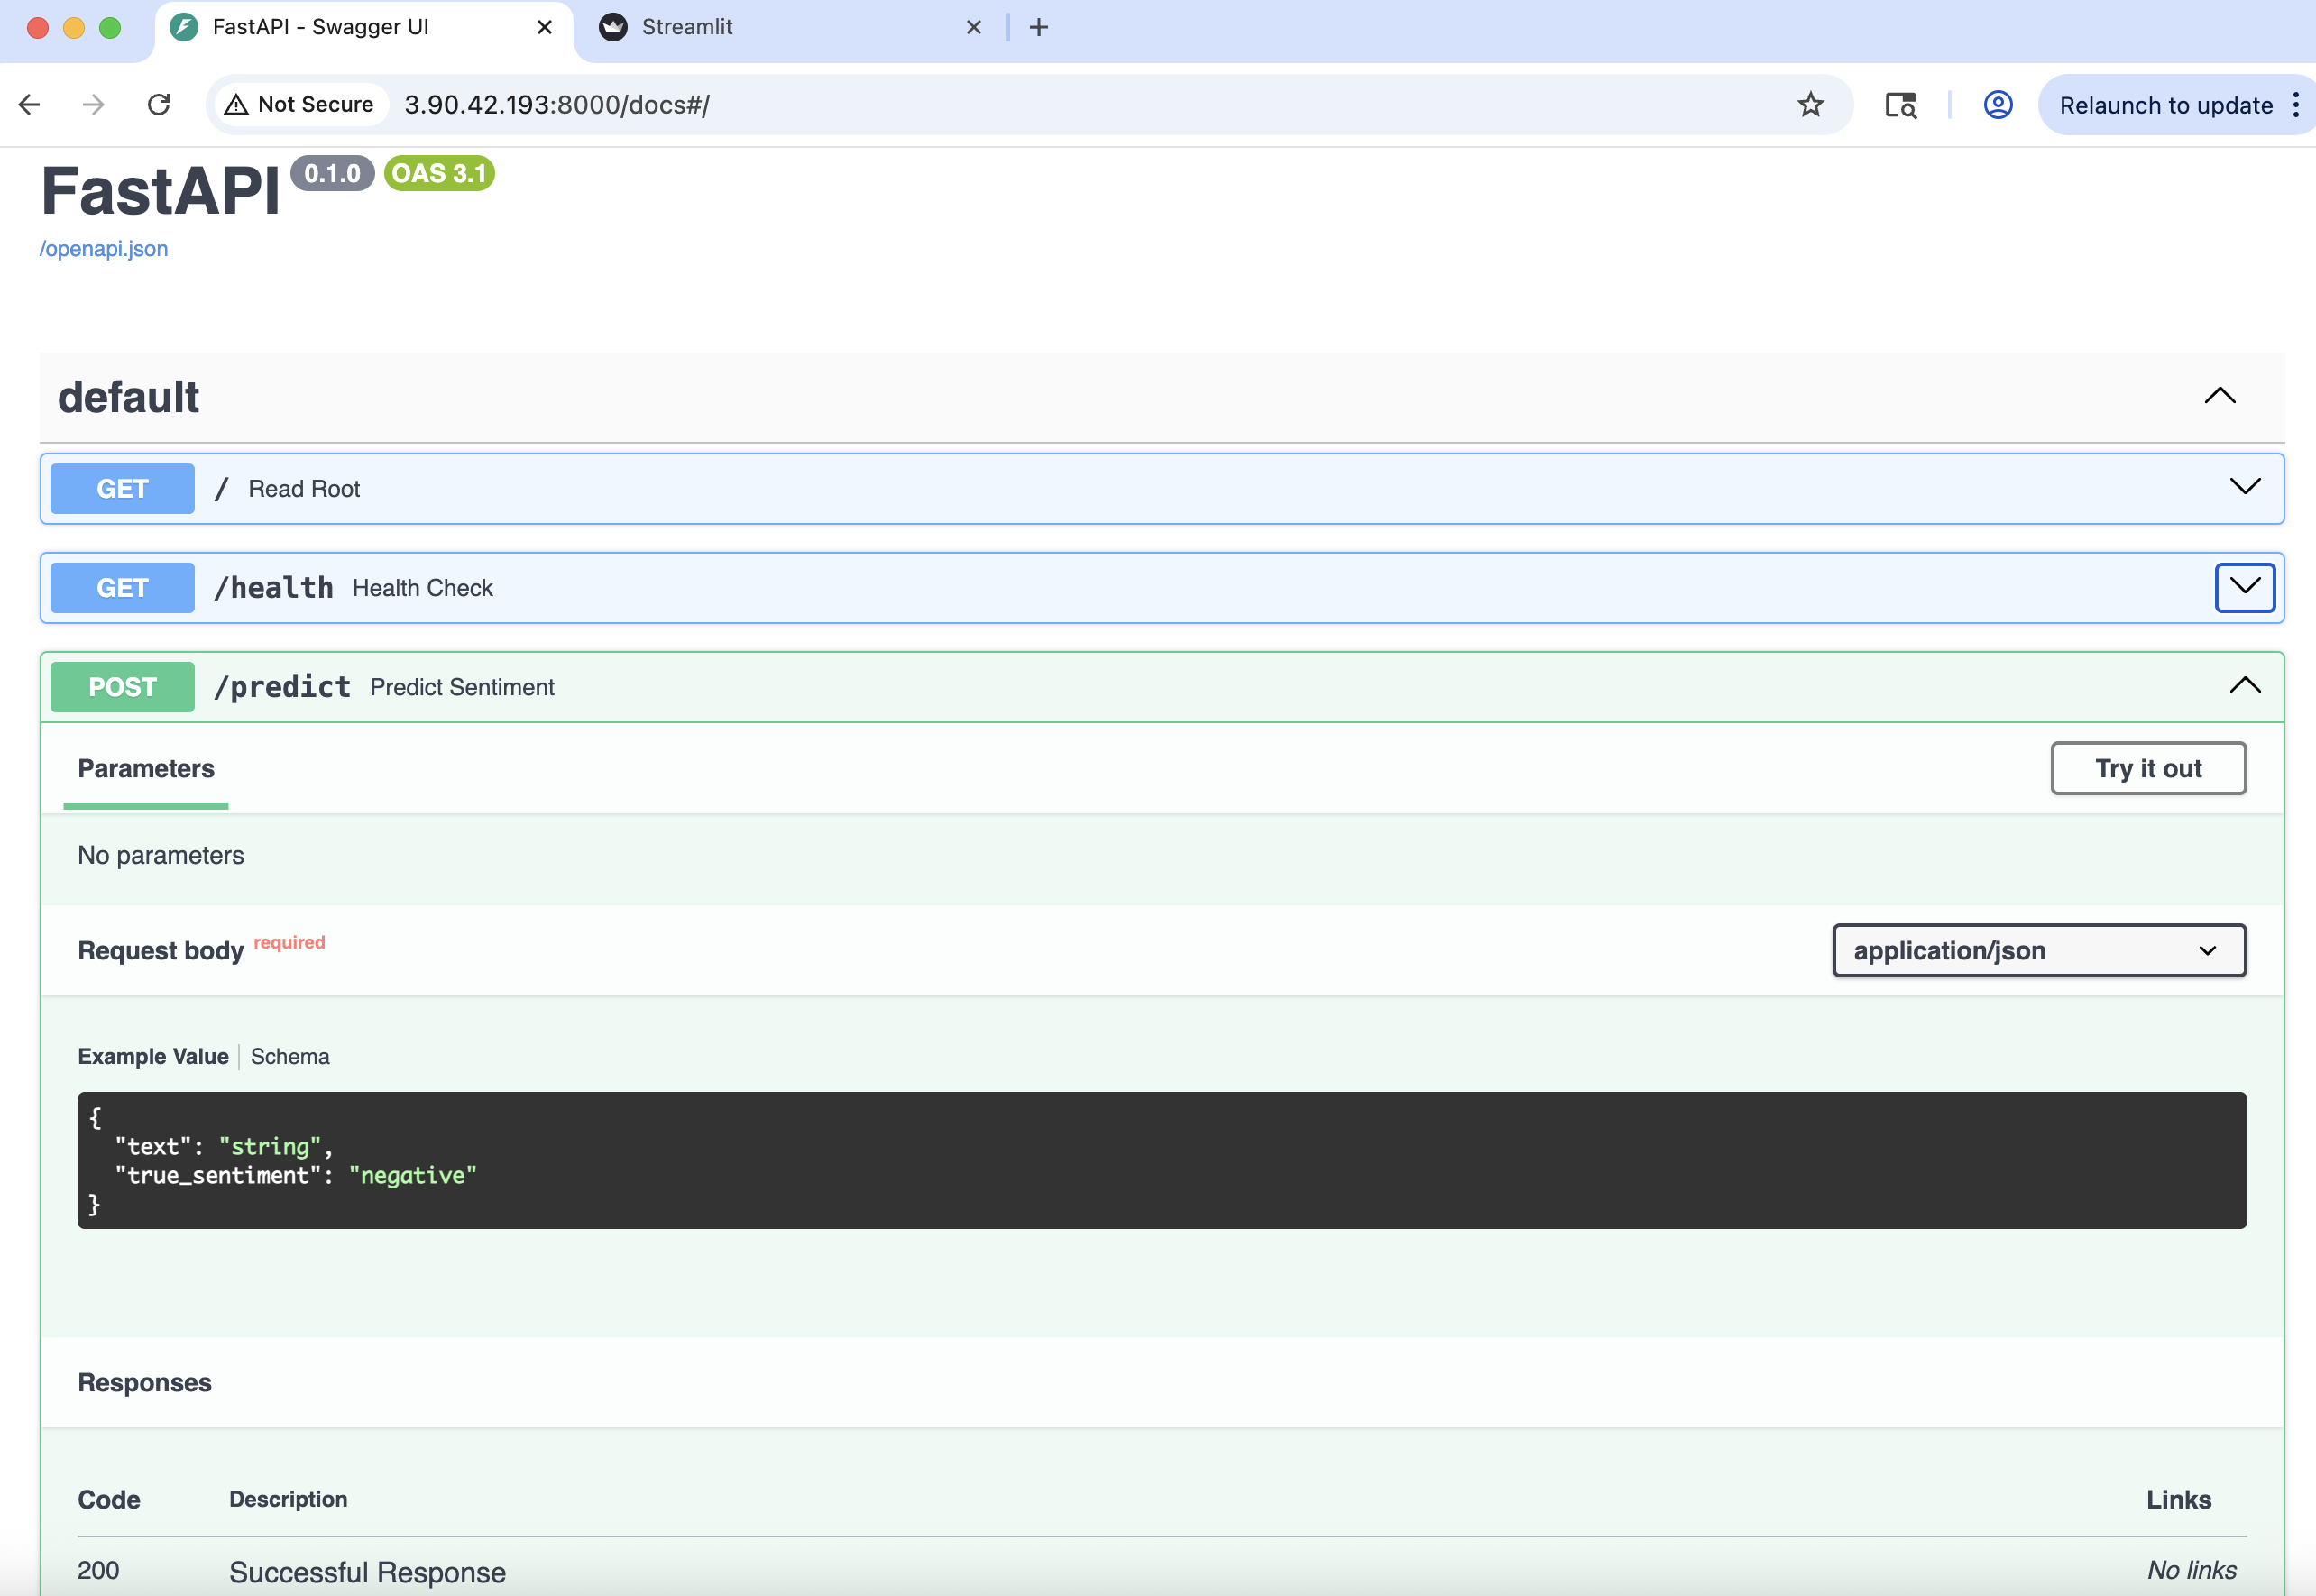 FastAPI - Swagger UI
Streamlit
Not Secure
3.90.42.193:8000/docs#/
Relaunch to update
FastAPI 0.1.0 OAS 3.1
/openapi.json
default
GET / Read Root
GET /health Health Check
POST /predict Predict Sentiment
Parameters
Try it out
No parameters
Request body required
application/json
Example Value
Schema
{
"text": "string",
"true_sentiment": "negative"
}
Responses
Code Description Links
200 Successful Response No links